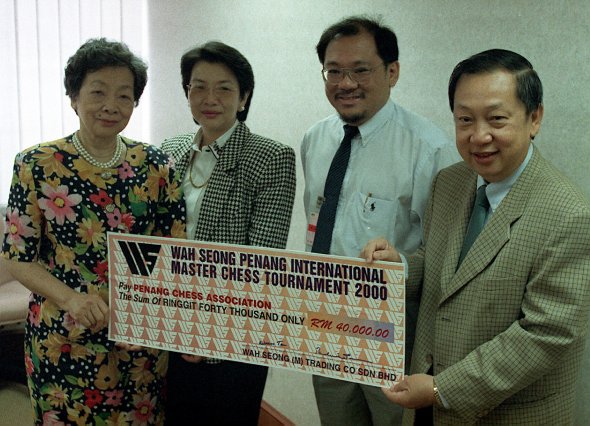 WAH SEONG PENANG INTERNATIONAL
MASTER CHESS TOURNAMENT 2000
Pay PENANG CHESS ASSOCIATION
The Sum Of RINGGIT FORTY THOUSAND ONLY RM 40,000.00
WAH SEONG (M) TRADING CO SDN BHD